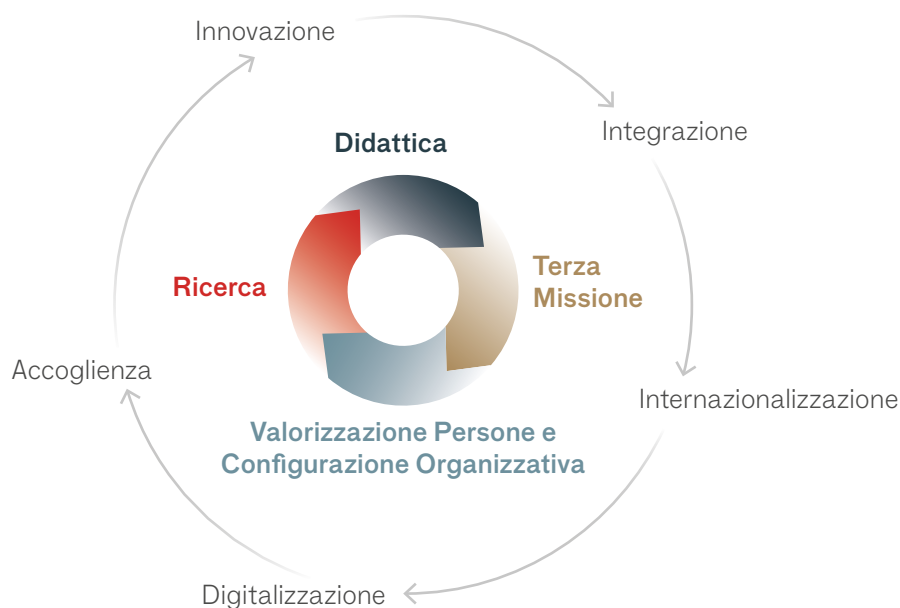 Innovazione
Integrazione
Didattica
Terza
Missione
Ricerca
Accoglienza
Internazionalizzazione
Valorizzazione Persone e
Configurazione Organizzativa
Digitalizzazione